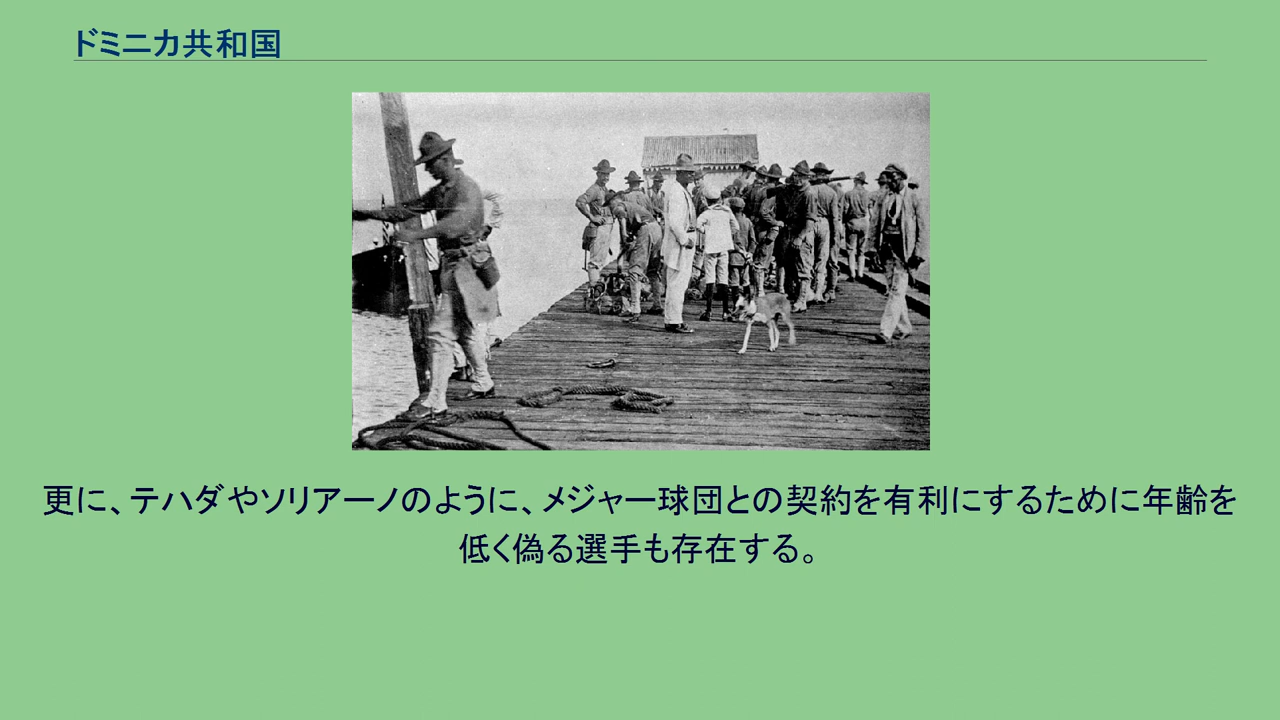 ドミニカ共和国
更に、テハダやソリアーノのように、メジャー球団との契約を有利にするために年齢を
低く偽る選手も存在する。